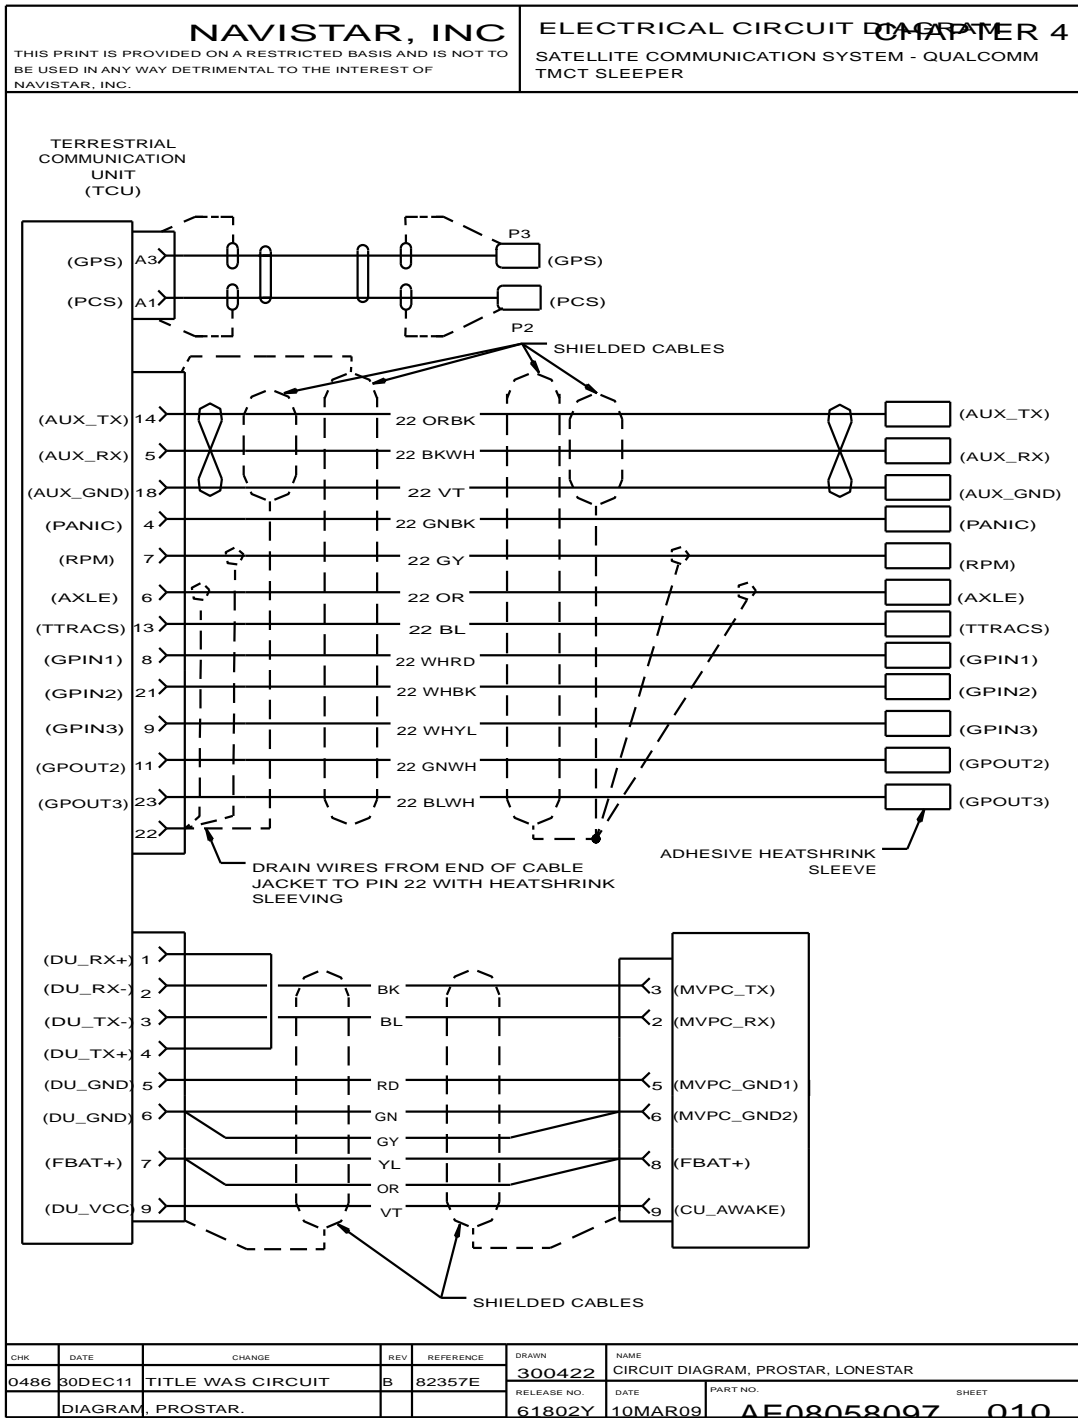 NAVISTAR, INC
THIS PRINT IS PROVIDED ON A RESTRICTED BASIS AND IS NOT TO
BE USED IN ANY WAY DETRIMENTAL TO THE INTEREST OF
NAVISTAR, INC.
ELECTRICAL CIRCUIT DIAGRAM
CHAPTER 4
SATELLITE COMMUNICATION SYSTEM - QUALCOMM
TMCT SLEEPER
TERRESTRIAL
COMMUNICATION
UNIT
(TCU)
P3
(GPS) A3 (GPS)
(PCS) A1 (PCS)
P2
SHIELDED CABLES
(AUX_TX) 14 22 ORBK (AUX_TX)
(AUX_RX) 5 22 BKWH (AUX_RX)
(AUX_GND) 18 22 VT (AUX_GND)
(PANIC) 4 22 GNBK (PANIC)
(RPM) 7 22 GY (RPM)
(AXLE) 6 22 OR (AXLE)
(TTRACS) 13 22 BL (TTRACS)
(GPIN1) 8 22 WHRD (GPIN1)
(GPIN2) 21 22 WHBK (GPIN2)
(GPIN3) 9 22 WHYL (GPIN3)
(GPOUT2) 11 22 GNWH (GPOUT2)
(GPOUT3) 23 22 BLWH (GPOUT3)
22
DRAIN WIRES FROM END OF CABLE
JACKET TO PIN 22 WITH HEATSHRINK
SLEEVING
ADHESIVE HEATSHRINK
SLEEVE
(DU_RX+) 1
(DU_RX-) 2 BK 3 (MVPC_TX)
(DU_TX-) 3 BL 2 (MVPC_RX)
(DU_TX+) 4
(DU_GND) 5 RD 5 (MVPC_GND1)
(DU_GND) 6 GN 6 (MVPC_GND2)
GY
(FBAT+) 7 YL 8 (FBAT+)
OR
(DU_VCC) 9 VT 9 (CU_AWAKE)
SHIELDED CABLES
CHK DATE CHANGE REV REFERENCE
0486 30DEC11 TITLE WAS CIRCUIT B 82357E
DIAGRAM, PROSTAR.
DRAWN
300422
NAME
CIRCUIT DIAGRAM, PROSTAR, LONESTAR
RELEASE NO. DATE PART NO. SHEET
61802Y 10MAR09 AE08058097 010